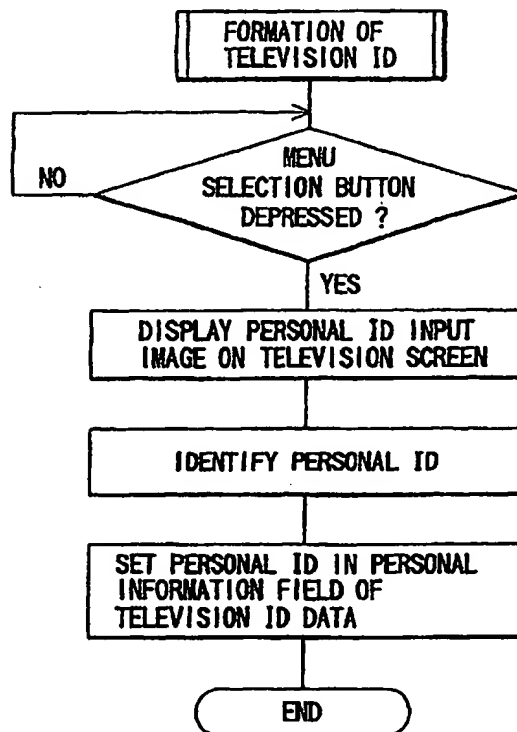 FORMATION OF
TELEVISION ID
MENU
SELECTION BUTTON
DEPRESSED ?
NO
YES
DISPLAY PERSONAL ID INPUT
IMAGE ON TELEVISION SCREEN
IDENTIFY PERSONAL ID
SET PERSONAL ID IN PERSONAL
INFORMATION FIELD OF
TELEVISION ID DATA
END